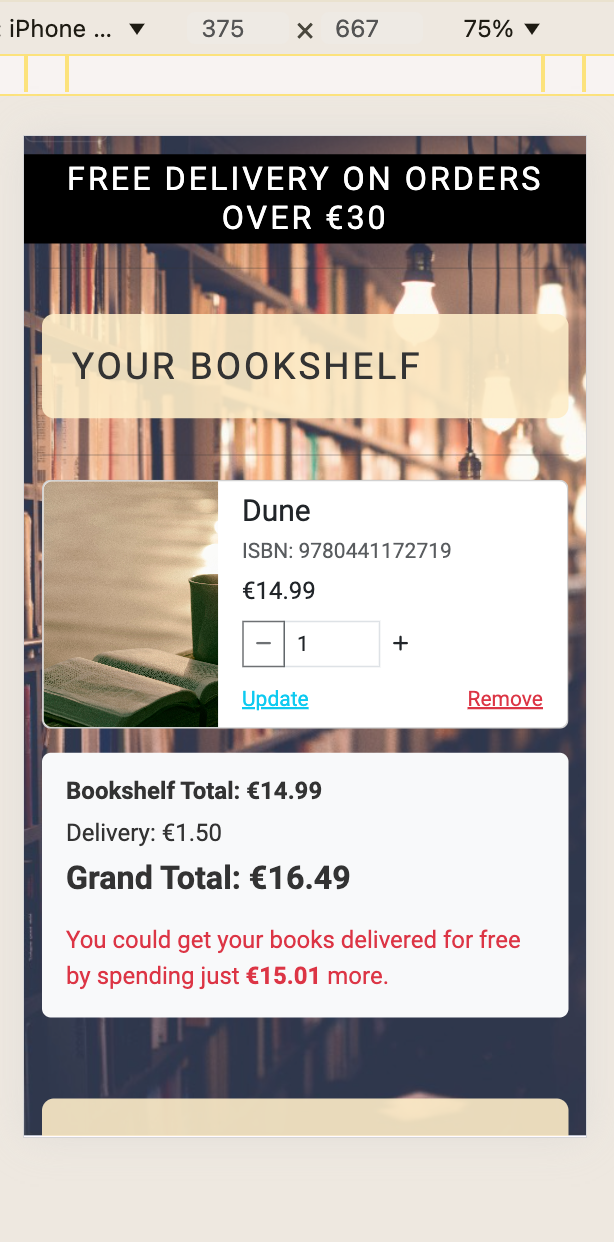 : iPhone ... ▼ 375 × 667 75% ▼
FREE DELIVERY ON ORDERS
OVER €30
YOUR BOOKSHELF
Dune
ISBN: 9780441172719
€14.99
− 1 +
Update Remove
Bookshelf Total: €14.99
Delivery: €1.50
Grand Total: €16.49
You could get your books delivered for free
by spending just €15.01 more.